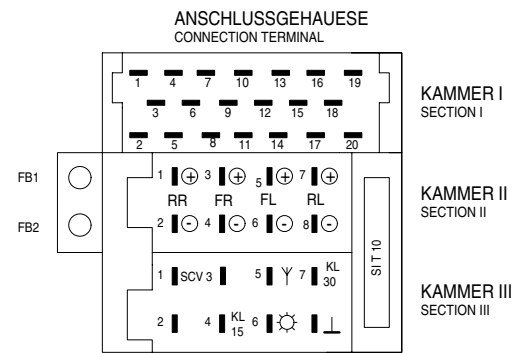 ANSCHLUSSGEHAUESE
CONNECTION TERMINAL
1 4 7 10 13 16 19
KAMMER I
SECTION I
3 6 9 12 15 18
2 5 8 11 14 17 20
FB1
1 + 3 + 5 + 7 +
KAMMER II
SECTION II
RR FR FL RL
FB2
2 - 4 - 6 - 8 -
SI T 10
1 SCV 3 5 7 KL 30
KAMMER III
SECTION III
2 4 KL 15 6